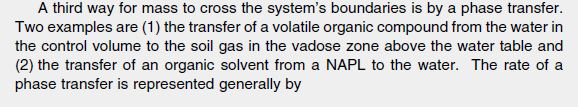 A third way for mass to cross the system's boundaries is by a phase transfer.
Two examples are (1) the transfer of a volatile organic compound from the water in
the control volume to the soil gas in the vadose zone above the water table and
(2) the transfer of an organic solvent from a NAPL to the water. The rate of a
phase transfer is represented generally by